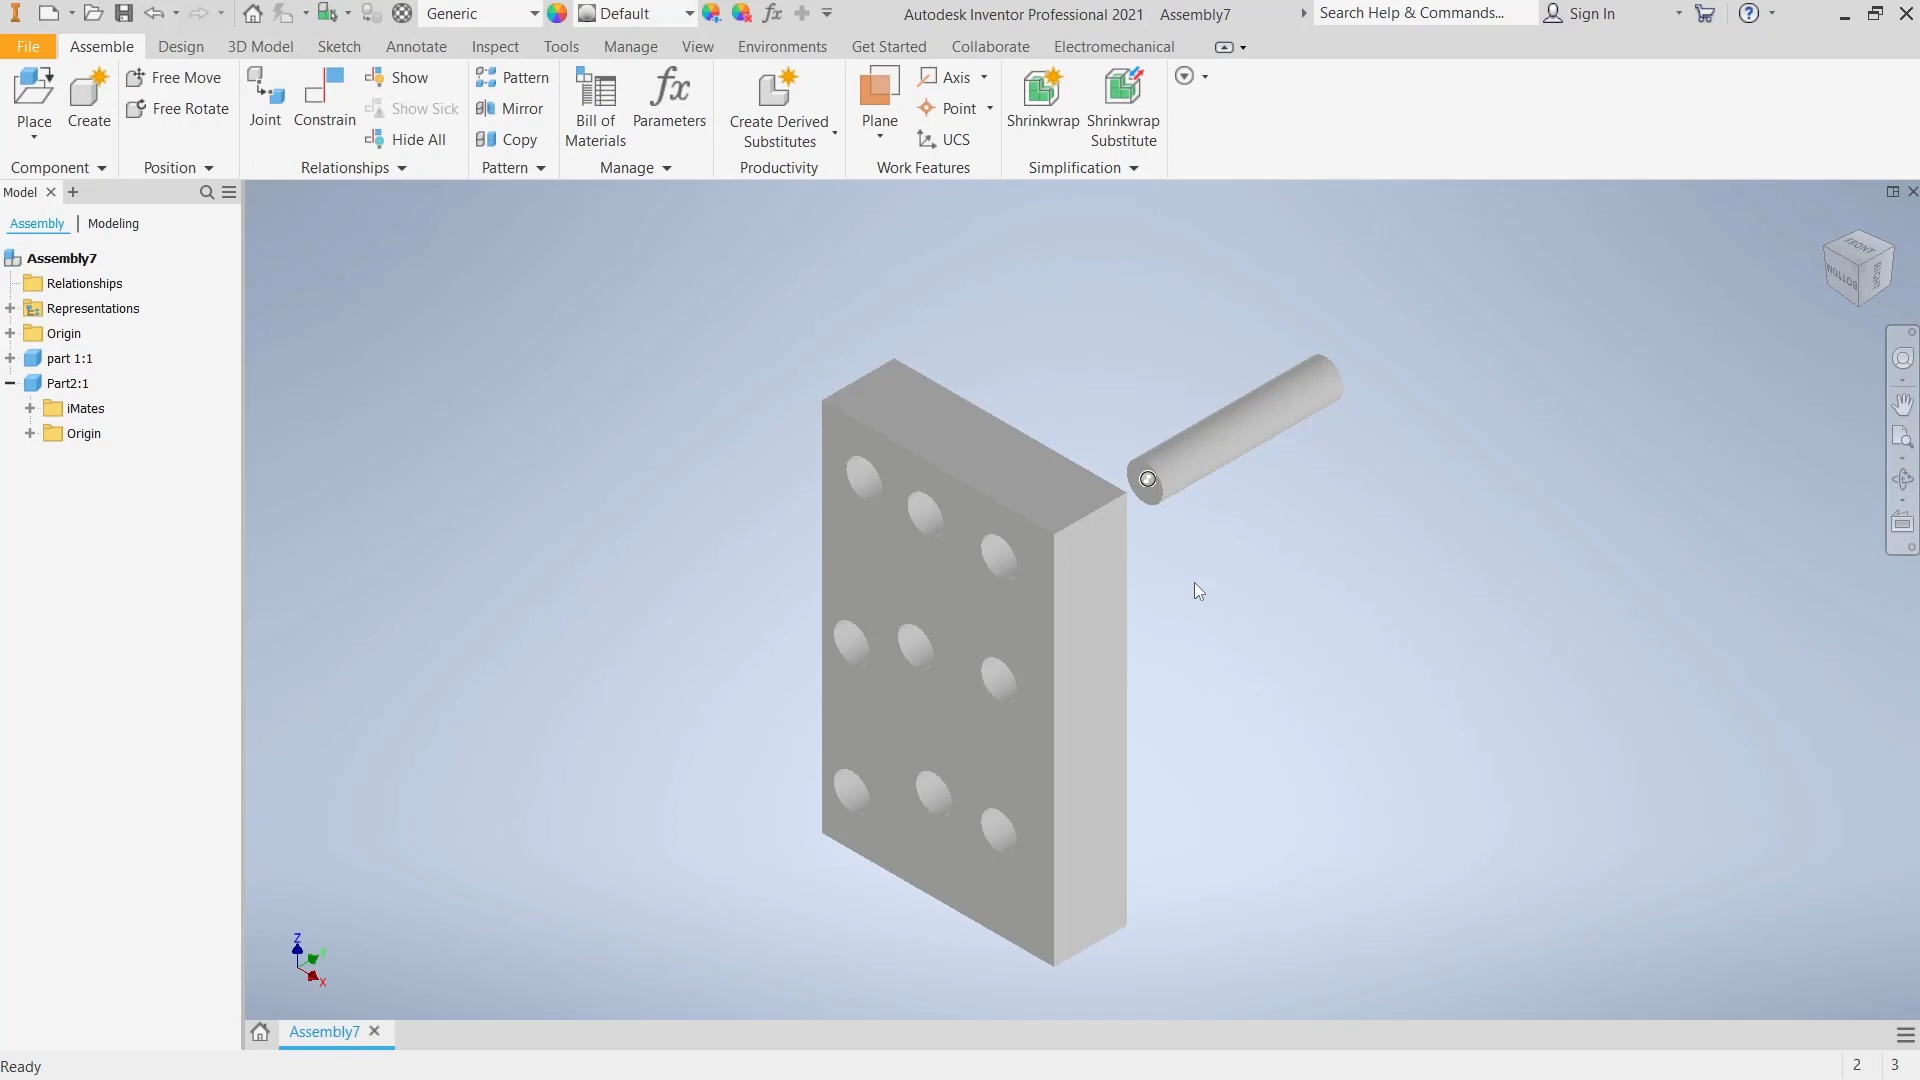 Generic
Default
Autodesk Inventor Professional 2021 Assembly7
Search Help & Commands...
Sign In
File Assemble Design 3D Model Sketch Annotate Inspect Tools Manage View Environments Get Started Collaborate Electromechanical
Place
Create
Free Move
Free Rotate
Joint
Constrain
Show
Show Sick
Hide All
Pattern
Mirror
Copy
Bill of
Materials
Parameters
Create Derived
Substitutes
Plane
Axis
Point
UCS
Shrinkwrap
Shrinkwrap
Substitute
Component
Position
Relationships
Pattern
Manage
Productivity
Work Features
Simplification
Model
Assembly | Modeling
Assembly7
Relationships
Representations
Origin
part 1:1
Part2:1
iMates
Origin
FRONT
BOTTOM
RIGHT
Z
X
Assembly7
Ready
2 3